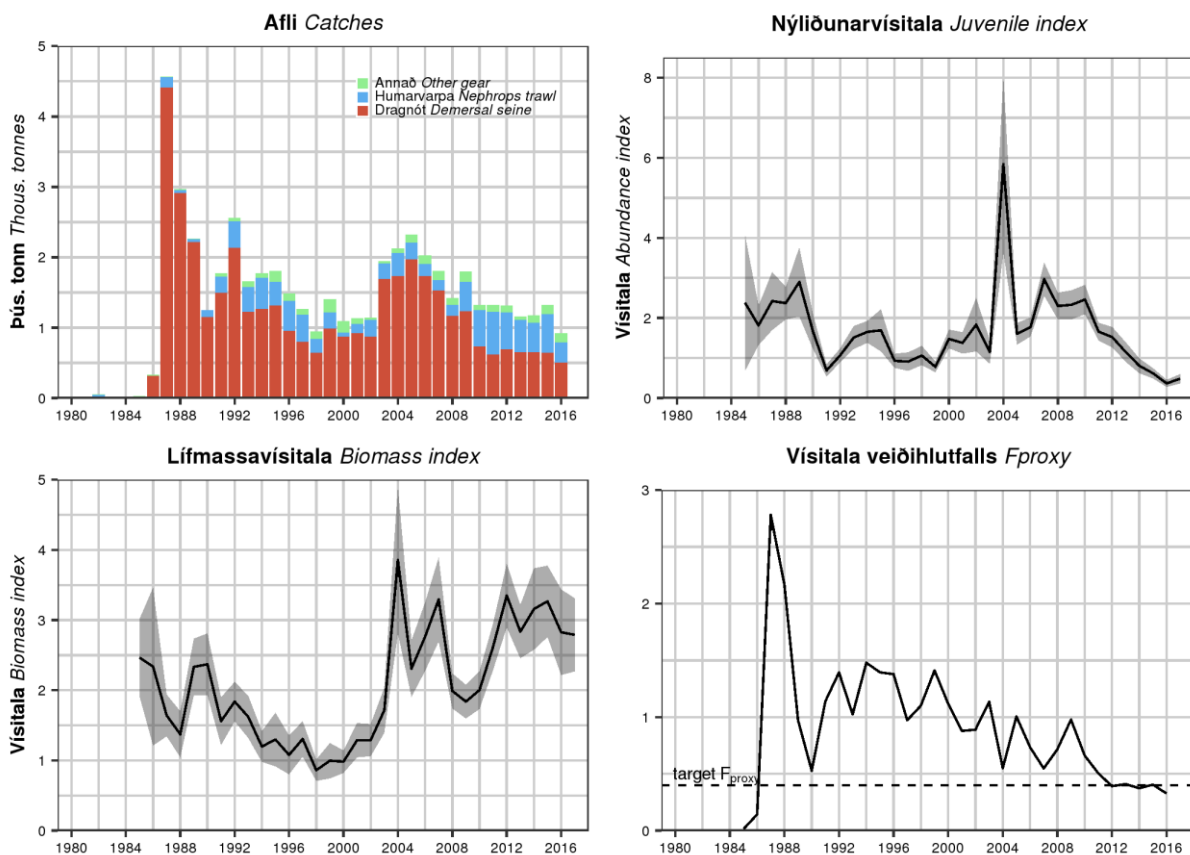 Afli Catches
Þús. tonn Thous. tonnes
5
4
3
2
1
0
Annað Other gear
Humarvarpa Nephrops trawl
Dragnót Demersal seine
1980 1984 1988 1992 1996 2000 2004 2008 2012 2016
Nýliðunarvísitala Juvenile index
Vísitala Abundance index
8
6
4
2
0
1980 1984 1988 1992 1996 2000 2004 2008 2012 2016
Lífmassavísitala Biomass index
Vísitala Biomass index
5
4
3
2
1
0
1980 1984 1988 1992 1996 2000 2004 2008 2012 2016
Vísitala veiðihlutfalls Fproxy
3
2
1
0
target Fproxy
1980 1984 1988 1992 1996 2000 2004 2008 2012 2016